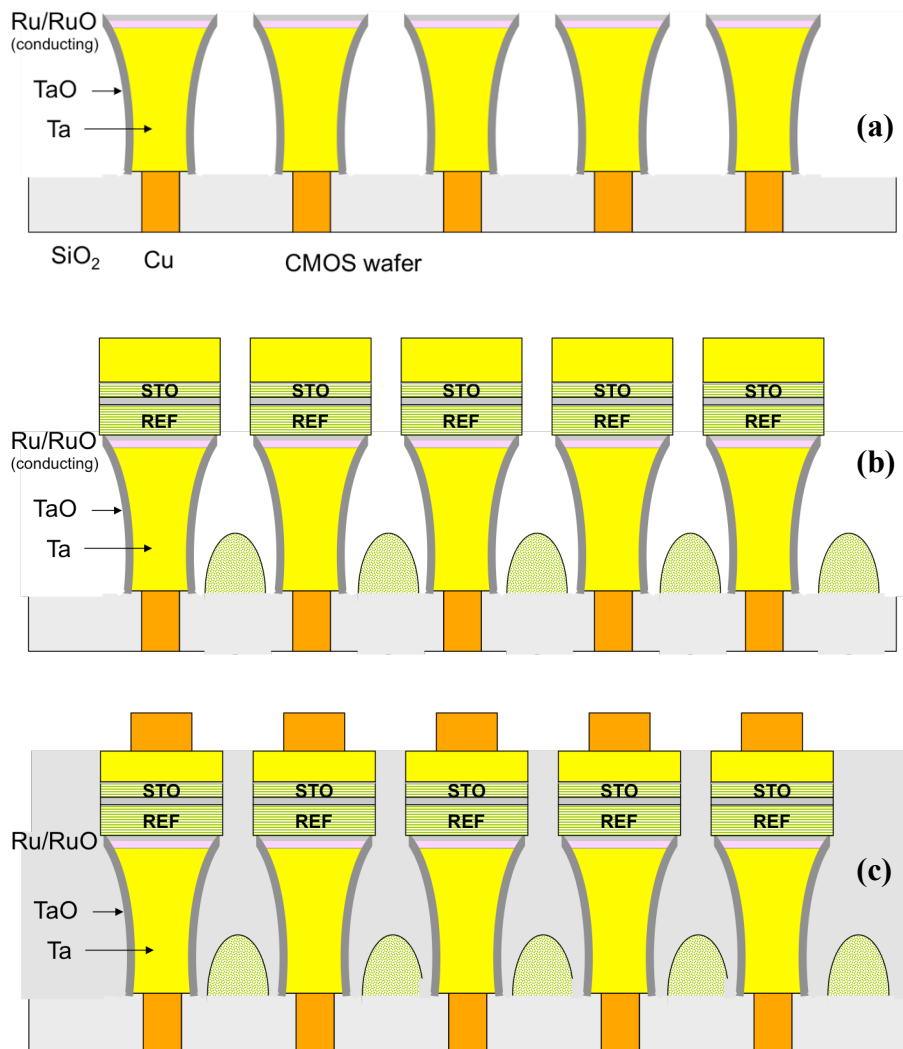 Ru/RuO
(conducting)
TaO
Ta
(a)
SiO₂
Cu
CMOS wafer
STO STO STO STO STO
REF REF REF REF REF
Ru/RuO
(conducting)
(b)
TaO
Ta
STO STO STO STO STO
REF REF REF REF REF
Ru/RuO
(c)
TaO
Ta